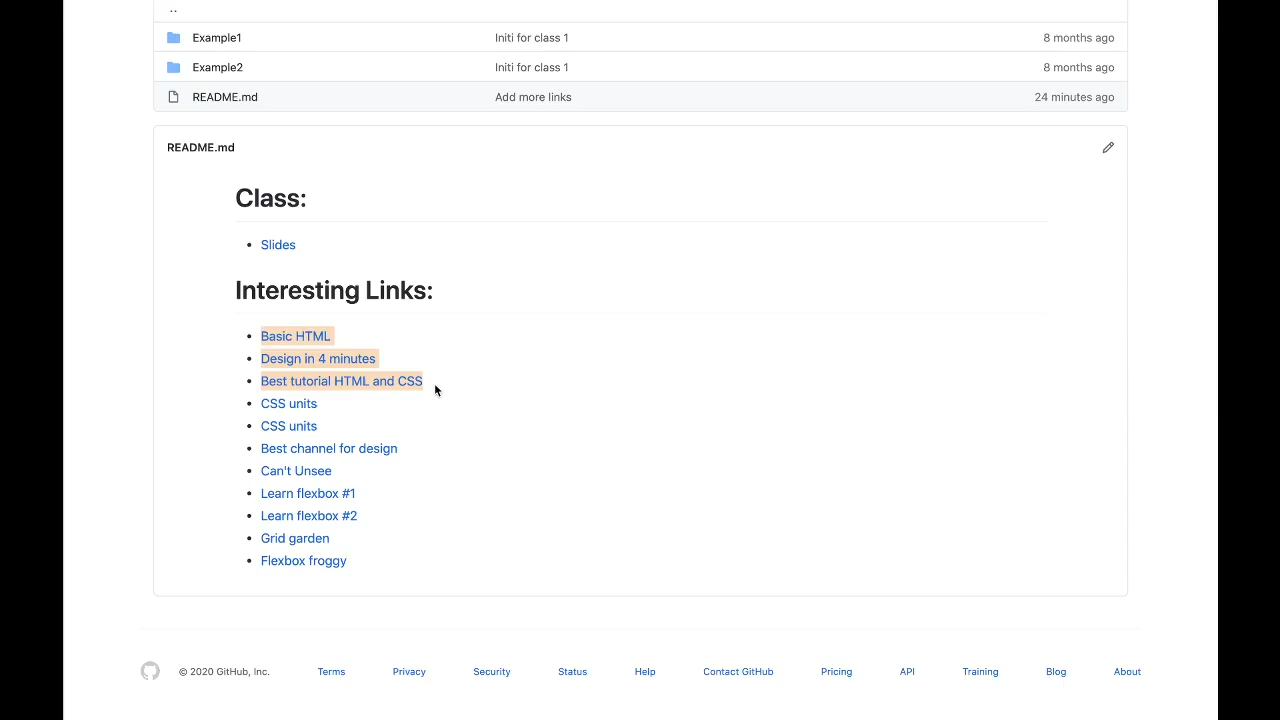 ..
Example1 Initi for class 1 8 months ago
Example2 Initi for class 1 8 months ago
README.md Add more links 24 minutes ago
README.md
Class:
Slides
Interesting Links:
Basic HTML
Design in 4 minutes
Best tutorial HTML and CSS
CSS units
CSS units
Best channel for design
Can't Unsee
Learn flexbox #1
Learn flexbox #2
Grid garden
Flexbox froggy
© 2020 GitHub, Inc. Terms Privacy Security Status Help Contact GitHub Pricing API Training Blog About